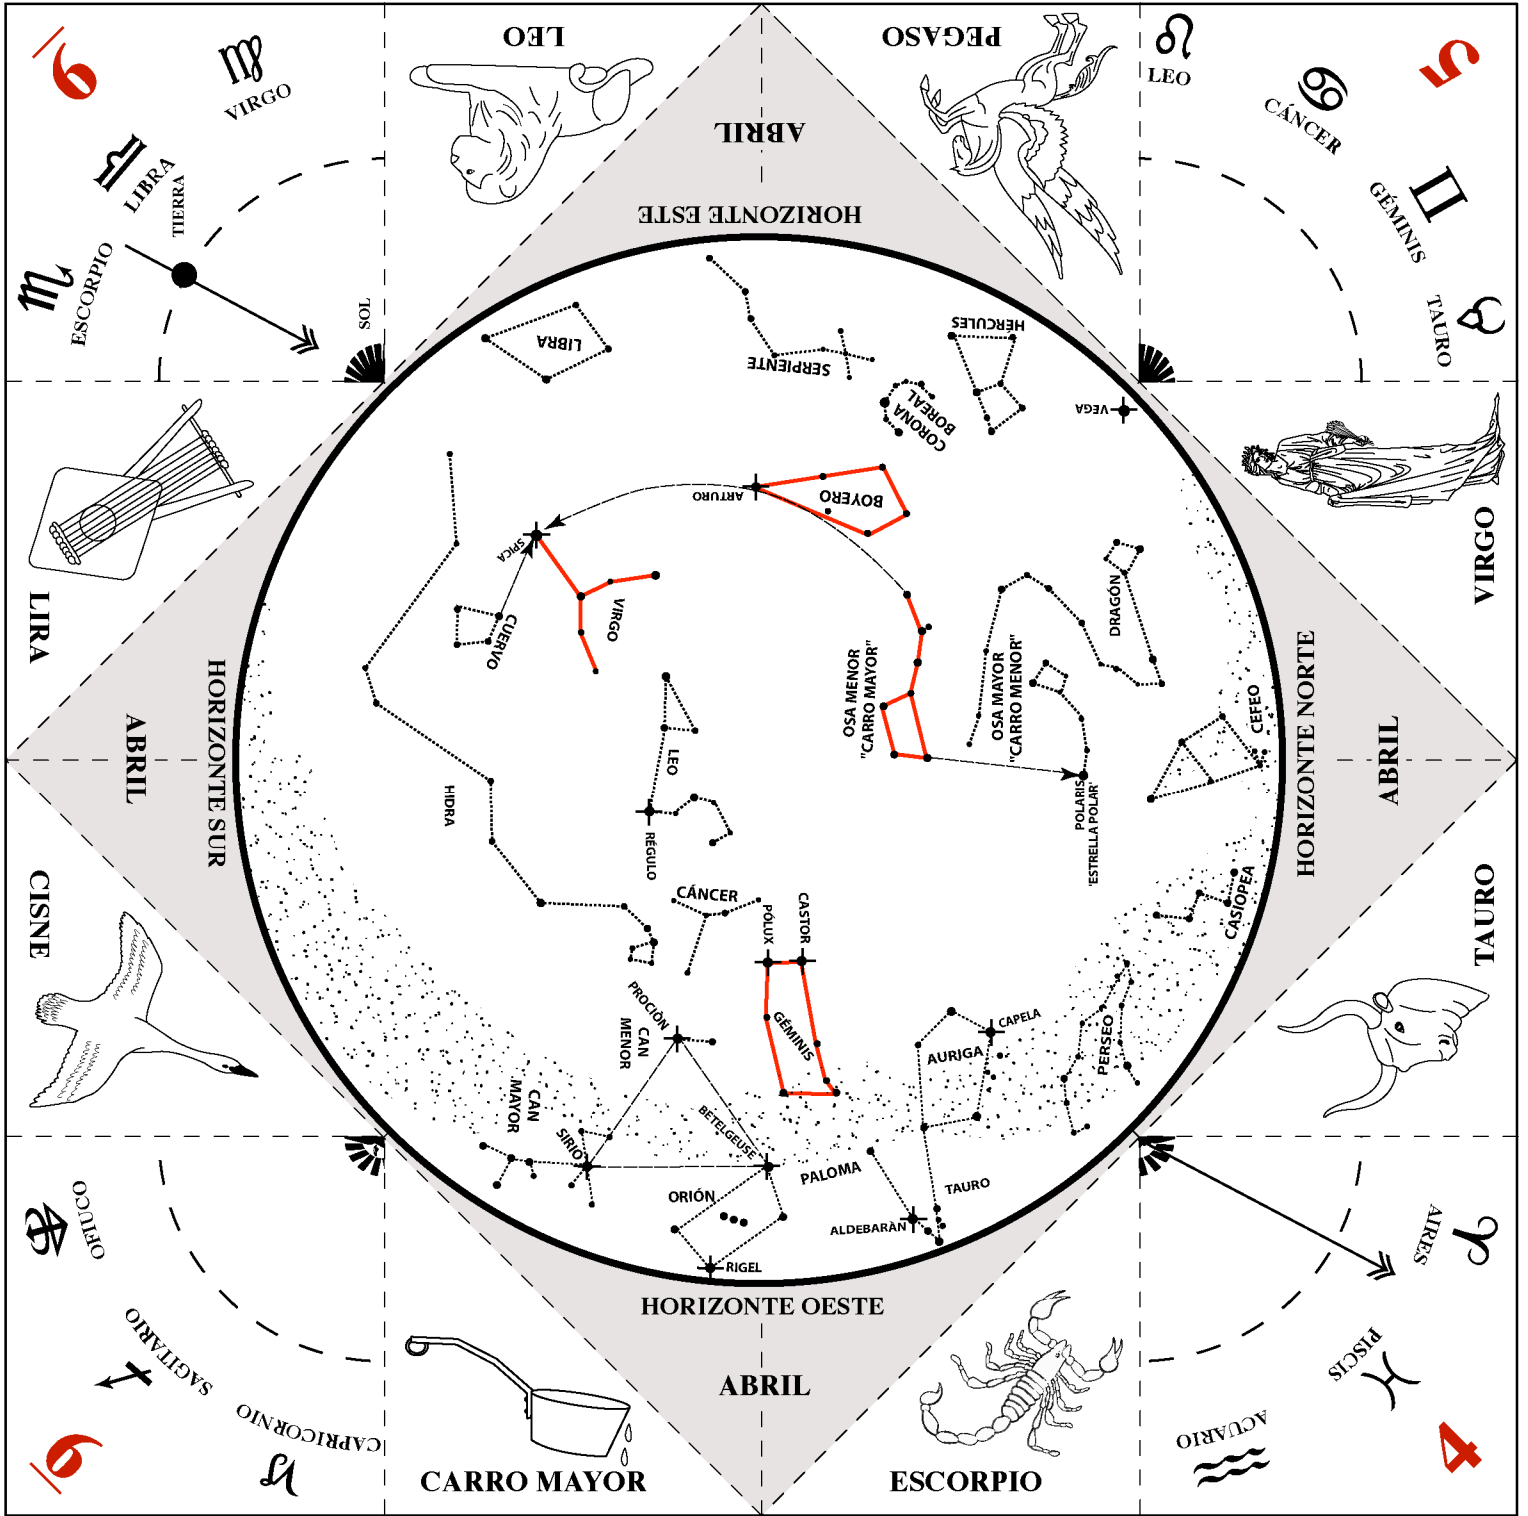 6
VIRGO
LIBRA
TIERRA
ESCORPIO
SOL
LEO
PEGASO
LEO
CÁNCER
GÉMINIS
TAURO
5
ABRIL
HORIZONTE ESTE
LIRA
HORIZONTE SUR
ABRIL
CISNE
VIRGO
HORIZONTE NORTE
ABRIL
TAURO
LIBRA
SERPIENTE
HÉRCULES
CORONA
BOREAL
VEGA
ARTURO
BOYERO
SPICA
VIRGO
CUERVO
DRAGÓN
OSA MENOR
"CARRO MAYOR"
OSA MAYOR
"CARRO MENOR"
CEFEO
LEO
HIDRA
RÉGULO
POLARIS
'ESTRELLA POLAR'
CASIOPEA
CÁNCER
PÓLUX
CASTOR
GÉMINIS
PROCIÓN
CAN
MENOR
CAPELA
AURIGA
PERSEO
CAN
MAYOR
SIRIO
BETELGEUSE
PALOMA
TAURO
ORIÓN
ALDEBARÀN
RIGEL
HORIZONTE OESTE
ABRIL
OFIUCO
SAGITARIO
CAPRICORNIO
9
CARRO MAYOR
ESCORPIO
AIRES
PISCIS
ACUARIO
4